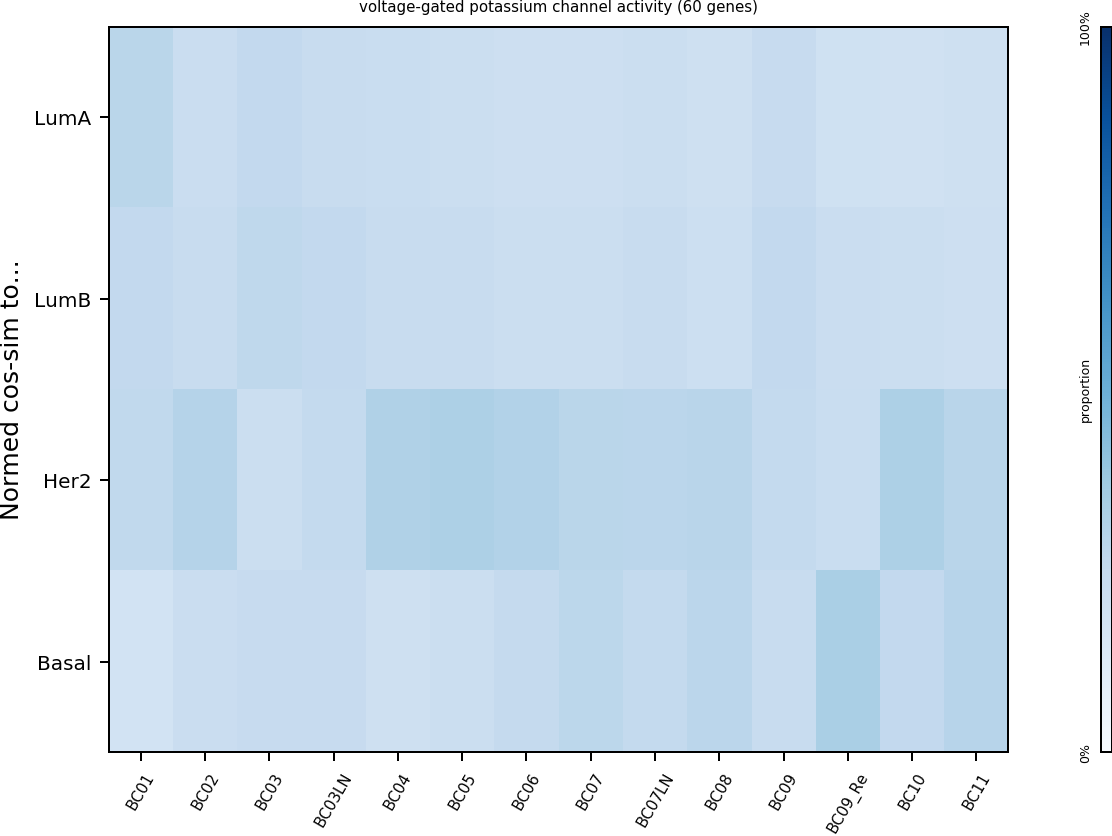 voltage-gated potassium channel activity (60 genes)
Normed cos-sim to...
LumA
LumB
Her2
Basal
BC01
BC02
BC03
BC03LN
BC04
BC05
BC06
BC07
BC07LN
BC08
BC09
BC09_Re
BC10
BC11
100%
proportion
0%